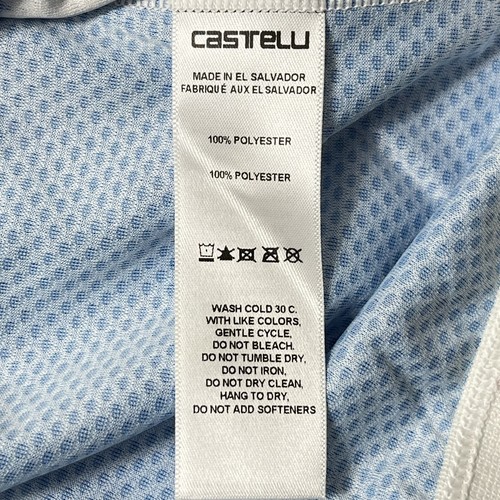 CASTELLI
MADE IN EL SALVADOR
FABRIQUÉ AUX EL SALVADOR
100% POLYESTER
100% POLYESTER
WASH COLD 30 C.
WITH LIKE COLORS,
GENTLE CYCLE,
DO NOT BLEACH.
DO NOT TUMBLE DRY,
DO NOT IRON,
DO NOT DRY CLEAN,
HANG TO DRY,
DO NOT ADD SOFTENERS